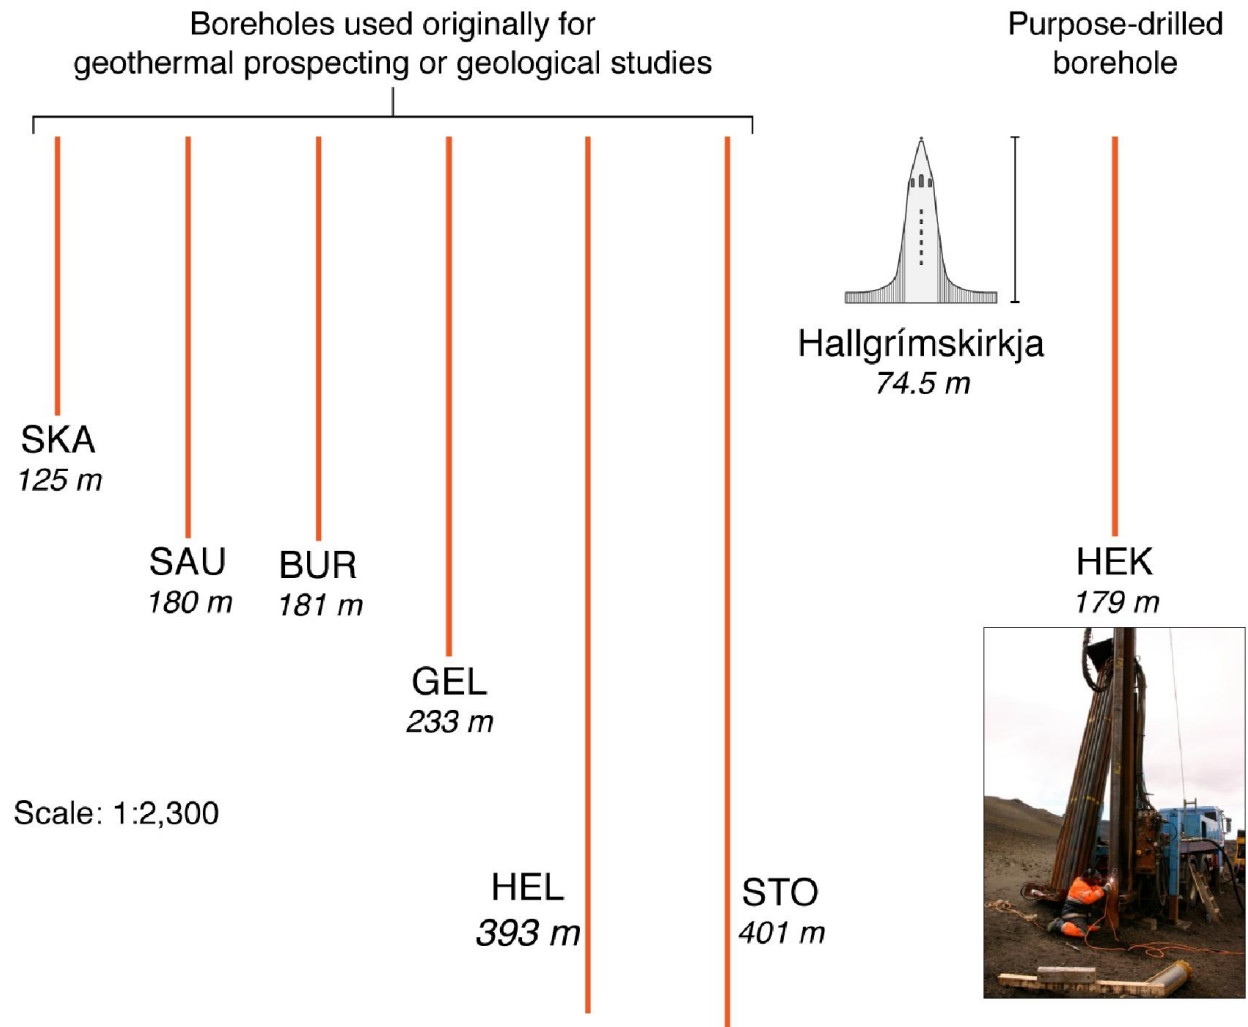 Boreholes used originally for
geothermal prospecting or geological studies
Purpose-drilled
borehole
Hallgrímskirkja
74.5 m
SKA
125 m
SAU
180 m
BUR
181 m
HEK
179 m
GEL
233 m
Scale: 1:2,300
HEL
393 m
STO
401 m